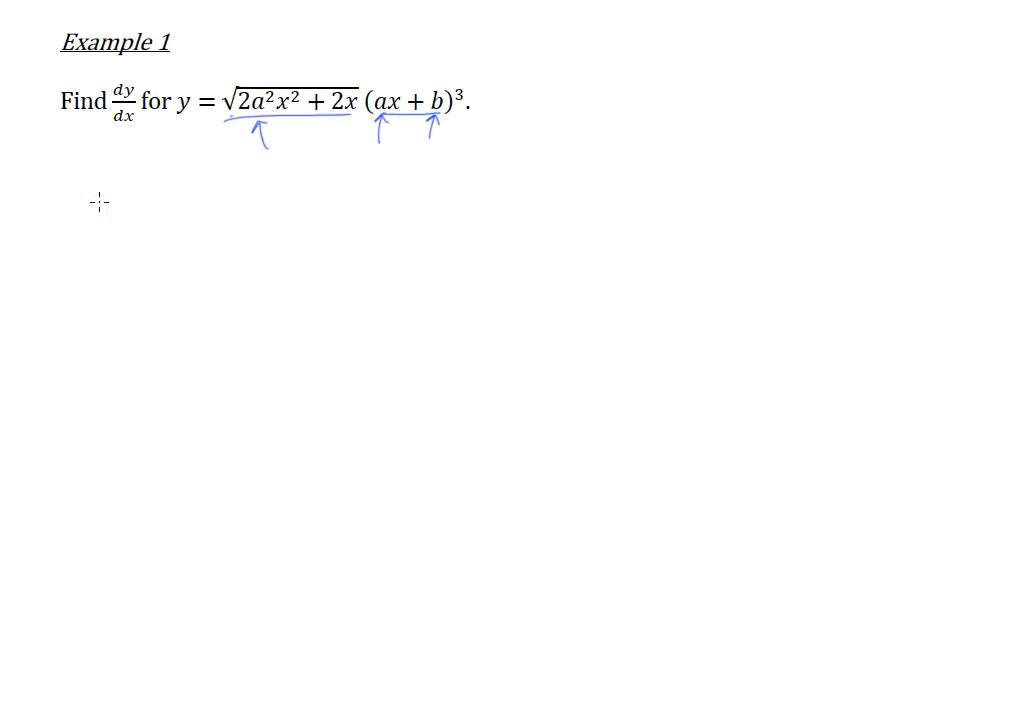 Example 1
Find dy/dx for y = √(2a²x² + 2x) (ax + b)³.